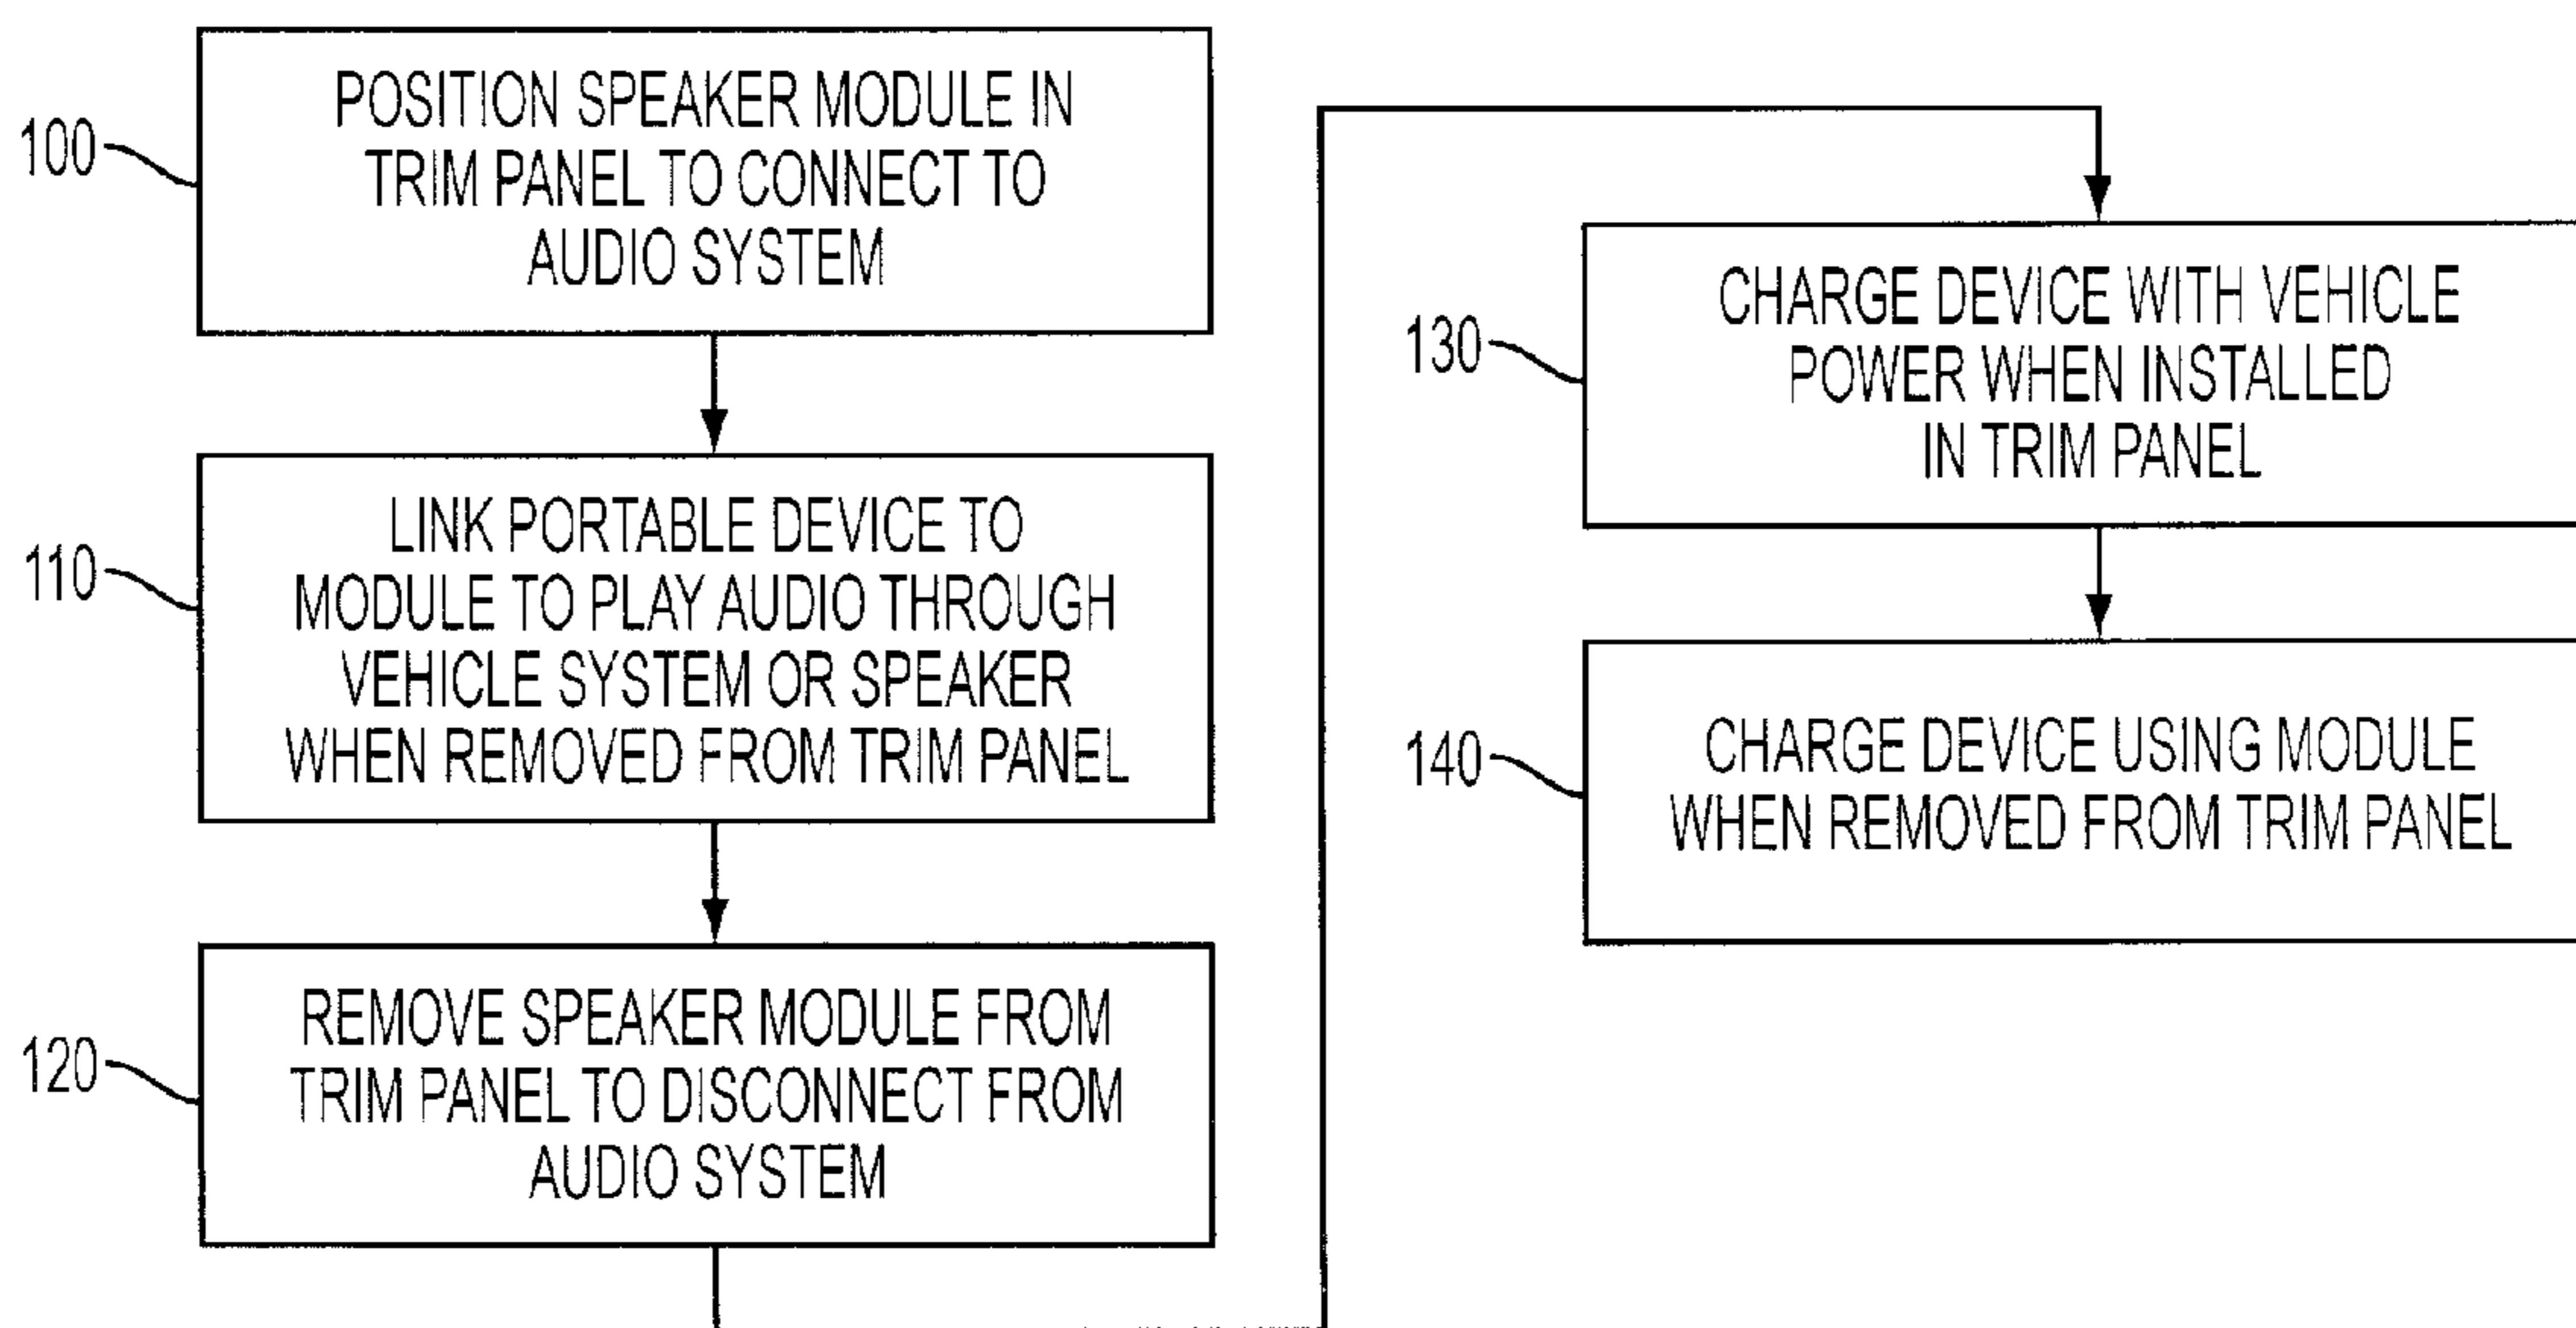 100
POSITION SPEAKER MODULE IN
TRIM PANEL TO CONNECT TO
AUDIO SYSTEM
110
LINK PORTABLE DEVICE TO
MODULE TO PLAY AUDIO THROUGH
VEHICLE SYSTEM OR SPEAKER
WHEN REMOVED FROM TRIM PANEL
120
REMOVE SPEAKER MODULE FROM
TRIM PANEL TO DISCONNECT FROM
AUDIO SYSTEM
130
CHARGE DEVICE WITH VEHICLE
POWER WHEN INSTALLED
IN TRIM PANEL
140
CHARGE DEVICE USING MODULE
WHEN REMOVED FROM TRIM PANEL